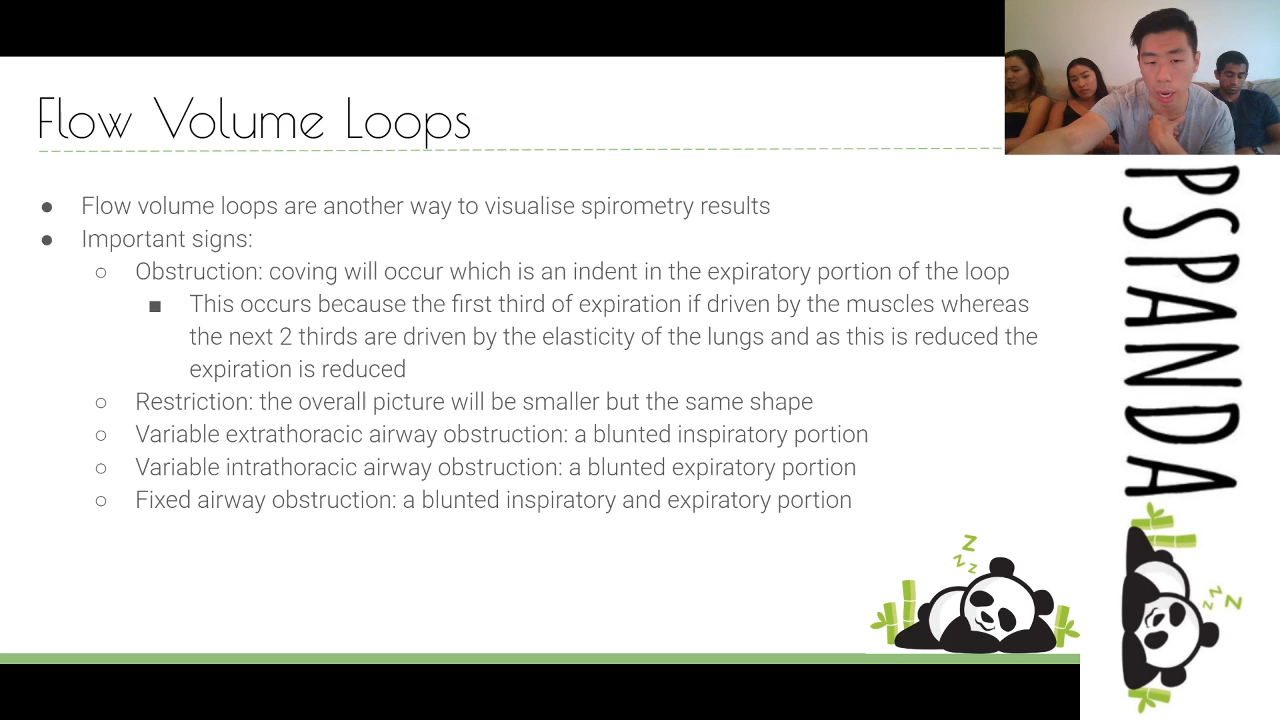 Flow Volume Loops
● Flow volume loops are another way to visualise spirometry results
● Important signs:
○ Obstruction: coving will occur which is an indent in the expiratory portion of the loop
■ This occurs because the first third of expiration if driven by the muscles whereas
the next 2 thirds are driven by the elasticity of the lungs and as this is reduced the
expiration is reduced
○ Restriction: the overall picture will be smaller but the same shape
○ Variable extrathoracic airway obstruction: a blunted inspiratory portion
○ Variable intrathoracic airway obstruction: a blunted expiratory portion
○ Fixed airway obstruction: a blunted inspiratory and expiratory portion
PSPANDA
z
z z
z z
z